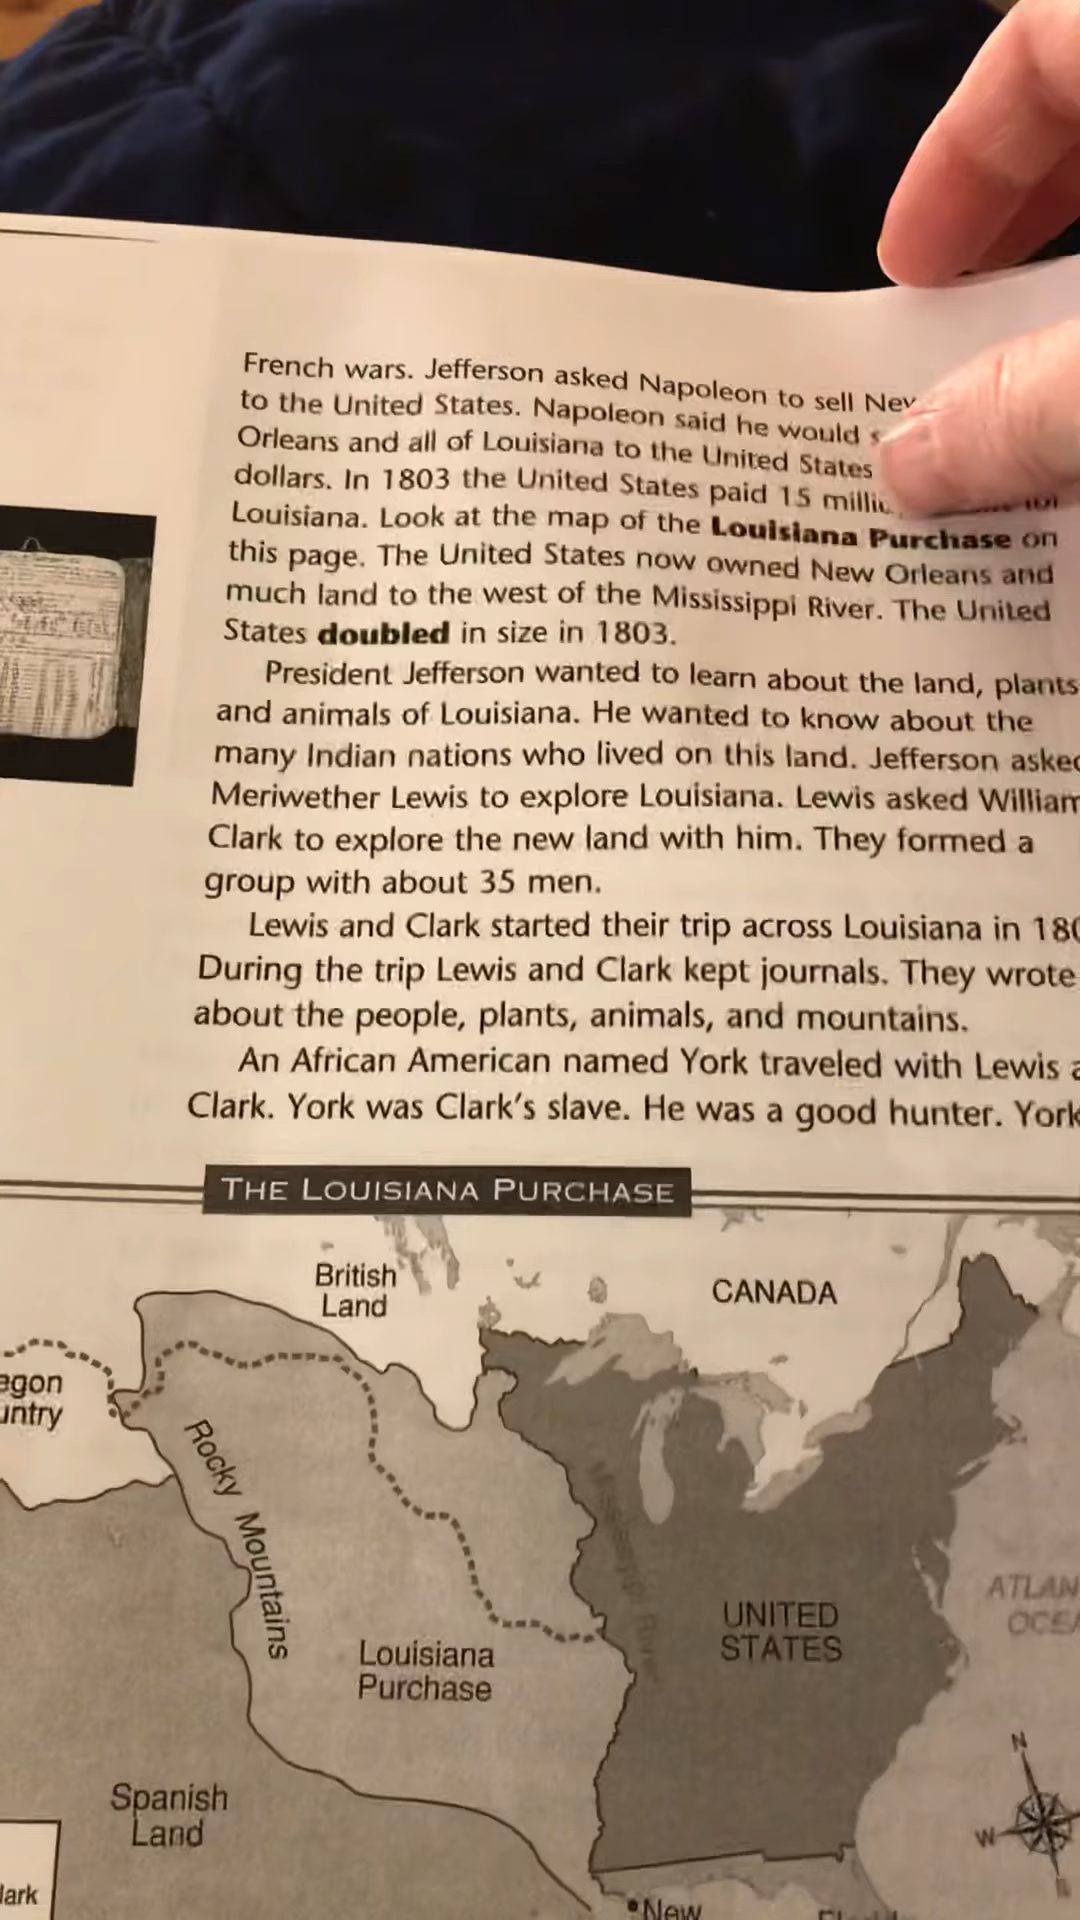 French wars. Jefferson asked Napoleon to sell
to the United States. Napoleon said he would
Orleans and all of Louisiana to the United States
dollars. In 1803 the United States paid 15
Louisiana. Look at the map of the Louisiana Purchase on
this page. The United States now owned New Orleans and
much land to the west of the Mississippi River. The United
States doubled in size in 1803.
President Jefferson wanted to learn about the land, plants
and animals of Louisiana. He wanted to know about the
many Indian nations who lived on this land. Jefferson asked
Meriwether Lewis to explore Louisiana. Lewis asked William
Clark to explore the new land with him. They formed a
group with about 35 men.
Lewis and Clark started their trip across Louisiana in
During the trip Lewis and Clark kept journals. They wrote
about the people, plants, animals, and mountains.
An African American named York traveled with Lewis
Clark. York was Clark's slave. He was a good hunter. York
THE LOUISIANA PURCHASE
British
Land
CANADA
Rocky Mountains
Mississippi River
UNITED
STATES
Louisiana
Purchase
Spanish
Land
N
W
New